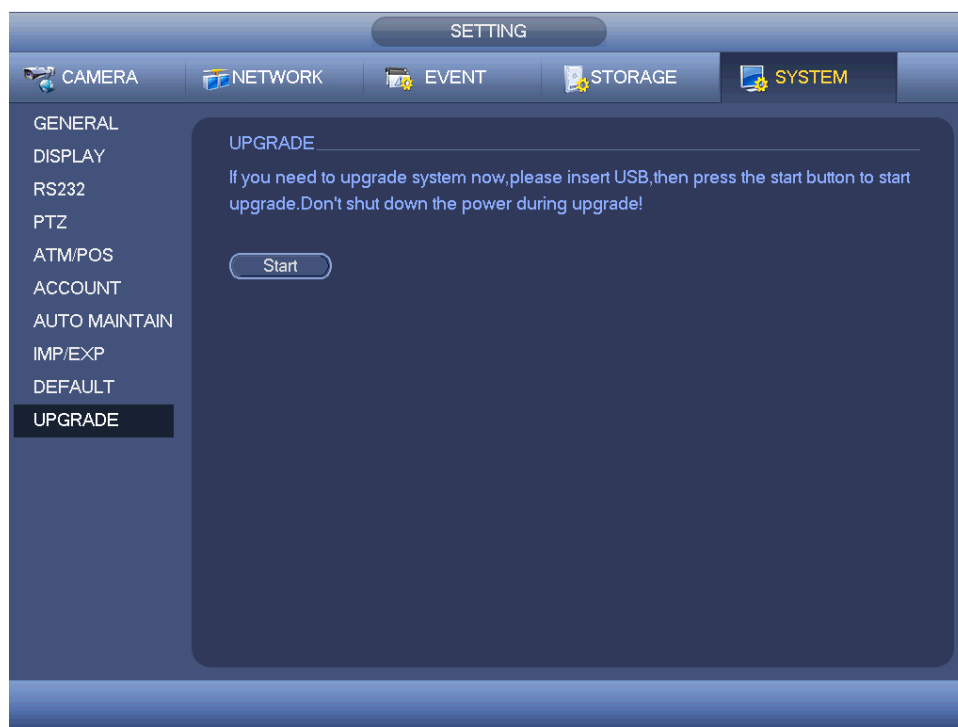 SETTING
CAMERA
NETWORK
EVENT
STORAGE
SYSTEM
GENERAL
DISPLAY
RS232
PTZ
ATM/POS
ACCOUNT
AUTO MAINTAIN
IMP/EXP
DEFAULT
UPGRADE
UPGRADE
If you need to upgrade system now,please insert USB,then press the start button to start
upgrade.Don't shut down the power during upgrade!
Start